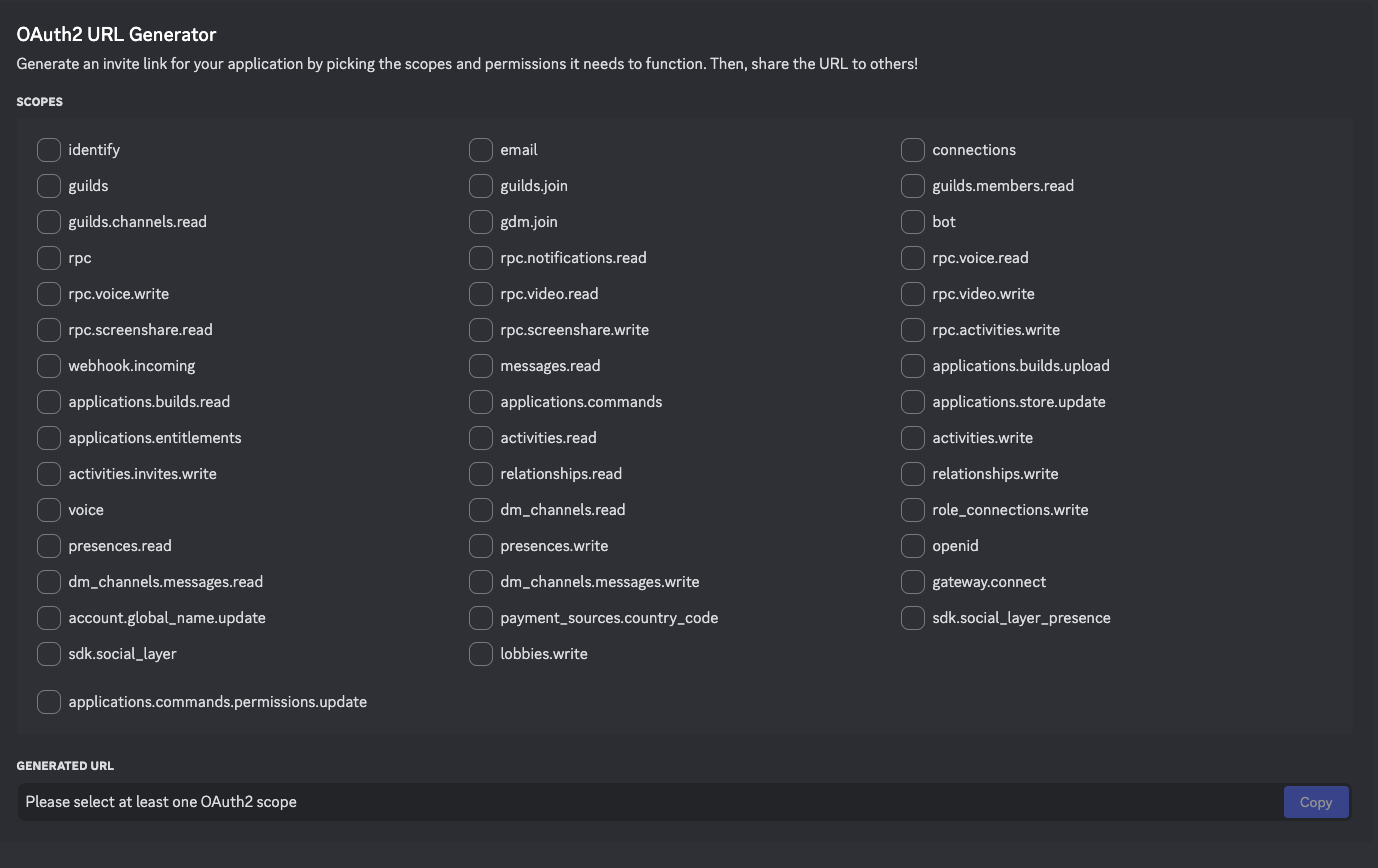 OAuth2 URL Generator
Generate an invite link for your application by picking the scopes and permissions it needs to function. Then, share the URL to others!
SCOPES
identify email connections
guilds guilds.join guilds.members.read
guilds.channels.read gdm.join bot
rpc rpc.notifications.read rpc.voice.read
rpc.voice.write rpc.video.read rpc.video.write
rpc.screenshare.read rpc.screenshare.write rpc.activities.write
webhook.incoming messages.read applications.builds.upload
applications.builds.read applications.commands applications.store.update
applications.entitlements activities.read activities.write
activities.invites.write relationships.read relationships.write
voice dm_channels.read role_connections.write
presences.read presences.write openid
dm_channels.messages.read dm_channels.messages.write gateway.connect
account.global_name.update payment_sources.country_code sdk.social_layer_presence
sdk.social_layer lobbies.write
applications.commands.permissions.update
GENERATED URL
Please select at least one OAuth2 scope Copy